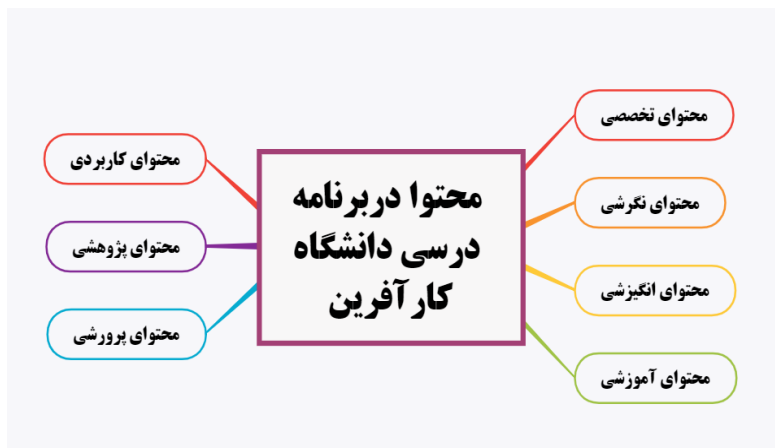 محتوا دربرنامه
درسی دانشگاه
کارآفرین
محتوای تخصصی
محتوای نگرشی
محتوای انگیزشی
محتوای آموزشی
محتوای کاربردی
محتوای پژوهشی
محتوای پرورشی